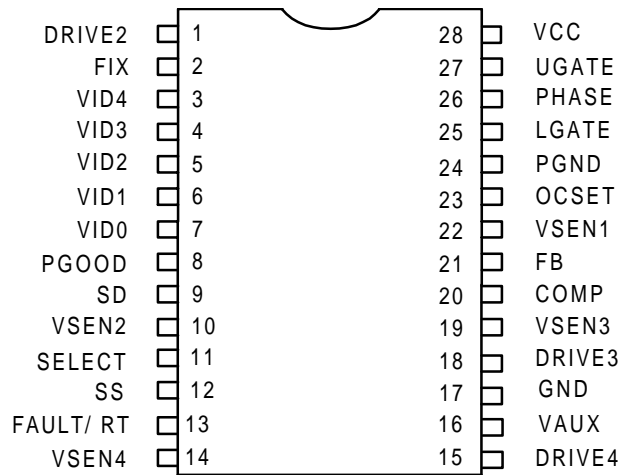 DRIVE2 1 28 VCC
FIX 2 27 UGATE
VID4 3 26 PHASE
VID3 4 25 LGATE
VID2 5 24 PGND
VID1 6 23 OCSET
VID0 7 22 VSEN1
PGOOD 8 21 FB
SD 9 20 COMP
VSEN2 10 19 VSEN3
SELECT 11 18 DRIVE3
SS 12 17 GND
FAULT/ RT 13 16 VAUX
VSEN4 14 15 DRIVE4